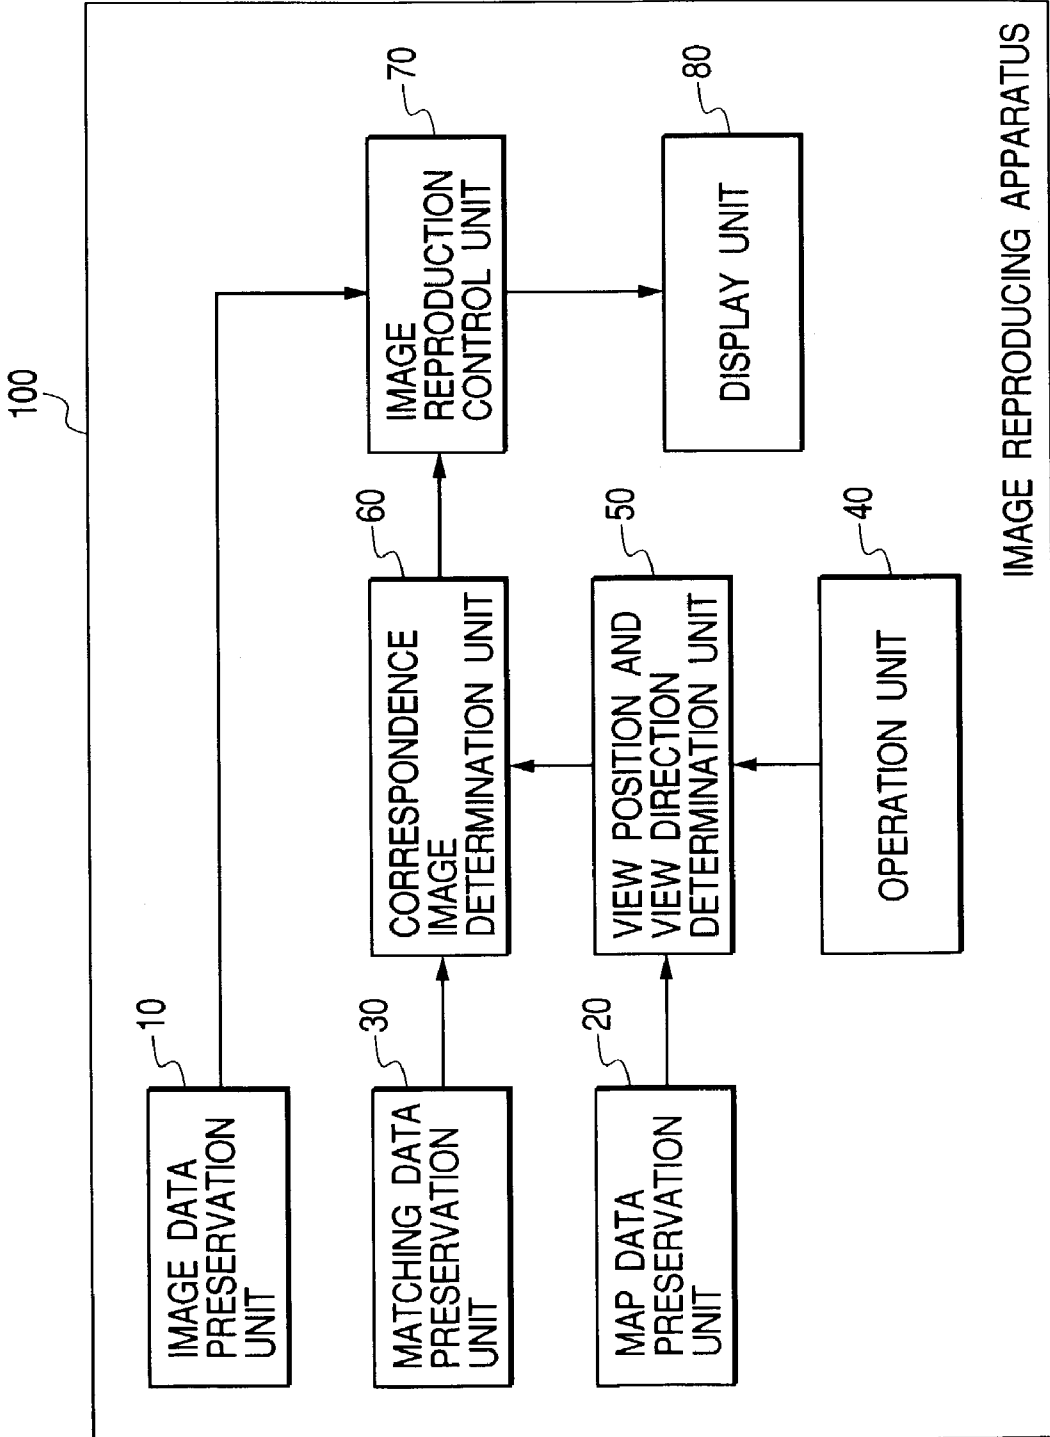 100
10
IMAGE DATA
PRESERVATION
UNIT
30
MATCHING DATA
PRESERVATION
UNIT
60
CORRESPONDENCE
IMAGE
DETERMINATION UNIT
70
IMAGE
REPRODUCTION
CONTROL UNIT
20
MAP DATA
PRESERVATION
UNIT
50
VIEW POSITION AND
VIEW DIRECTION
DETERMINATION UNIT
80
DISPLAY UNIT
40
OPERATION UNIT
IMAGE REPRODUCING APPARATUS